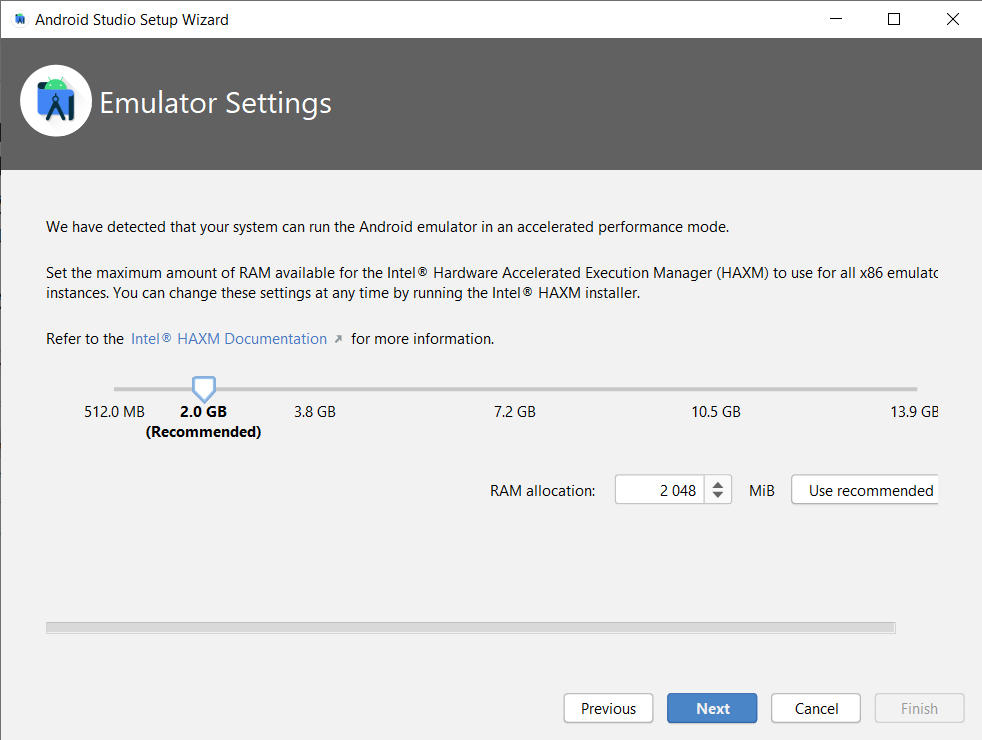 Android Studio Setup Wizard
Emulator Settings
We have detected that your system can run the Android emulator in an accelerated performance mode.
Set the maximum amount of RAM available for the Intel® Hardware Accelerated Execution Manager (HAXM) to use for all x86 emulatc
instances. You can change these settings at any time by running the Intel® HAXM installer.
Refer to the Intel® HAXM Documentation ↗ for more information.
512.0 MB 2.0 GB 3.8 GB 7.2 GB 10.5 GB 13.9 GB
(Recommended)
RAM allocation: 2 048 MiB Use recommended
Previous Next Cancel Finish